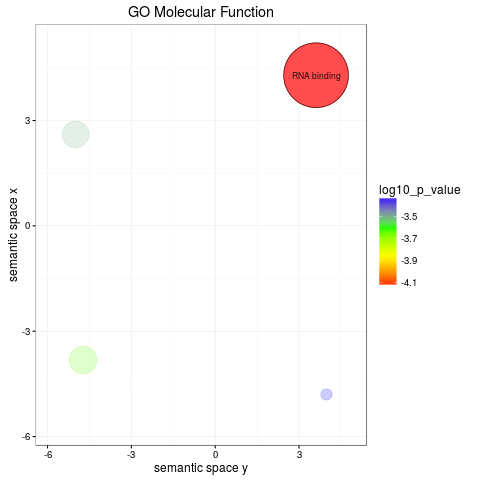 GO Molecular Function
RNA binding
semantic space x
3
0
-3
-6
-6
-3
0
3
semantic space y
log10_p_value
-3.5
-3.7
-3.9
-4.1